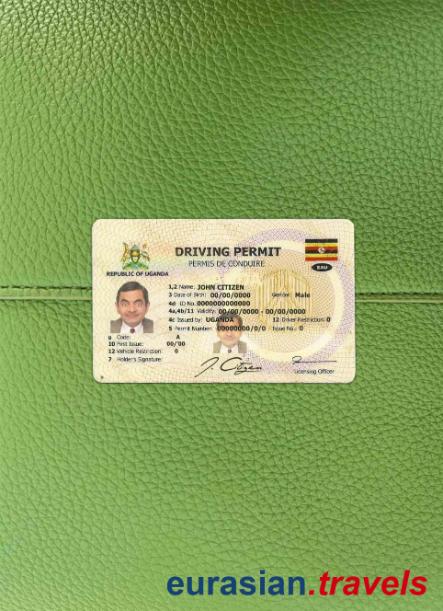 DRIVING PERMIT
PERMIS DE CONDUIRE
REPUBLIC OF UGANDA
EAU
1,2 Name: JOHN CITIZEN
3 Date of Birth: 00/00/0000 Gender: Male
4d ID No. 0000000000000
4a,4b/11 Validity: 00/00/0000 - 00/00/0000
4c Issued by: UGANDA 12 Driver Restriction: 0
5 Permit Number: 00000000/0/0 Issue No.: 0
9 Code: A
10 First Issue: 00/00
12 Vehicle Restriction: 0
7 Holder's Signature:
J. Citizen
Licensing Officer
eurasian.travels